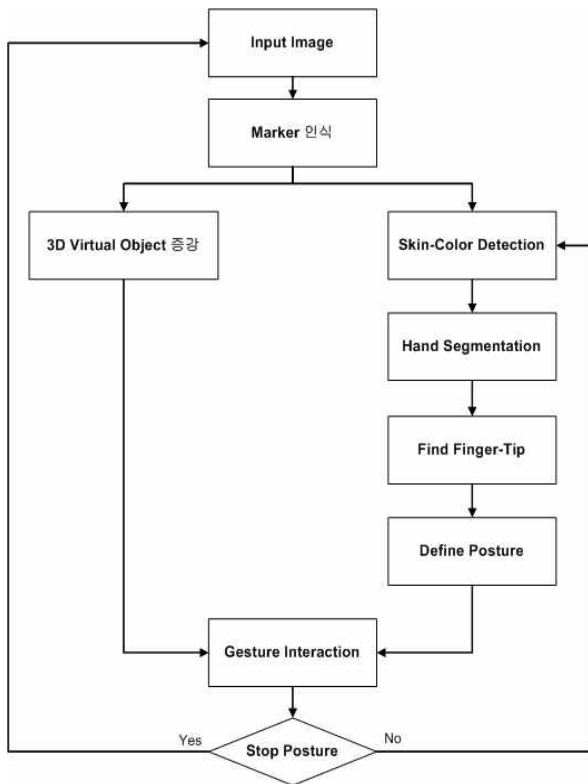 Input Image
Marker 인식
3D Virtual Object 증강
Skin-Color Detection
Hand Segmentation
Find Finger-Tip
Define Posture
Gesture Interaction
Yes
Stop Posture
No